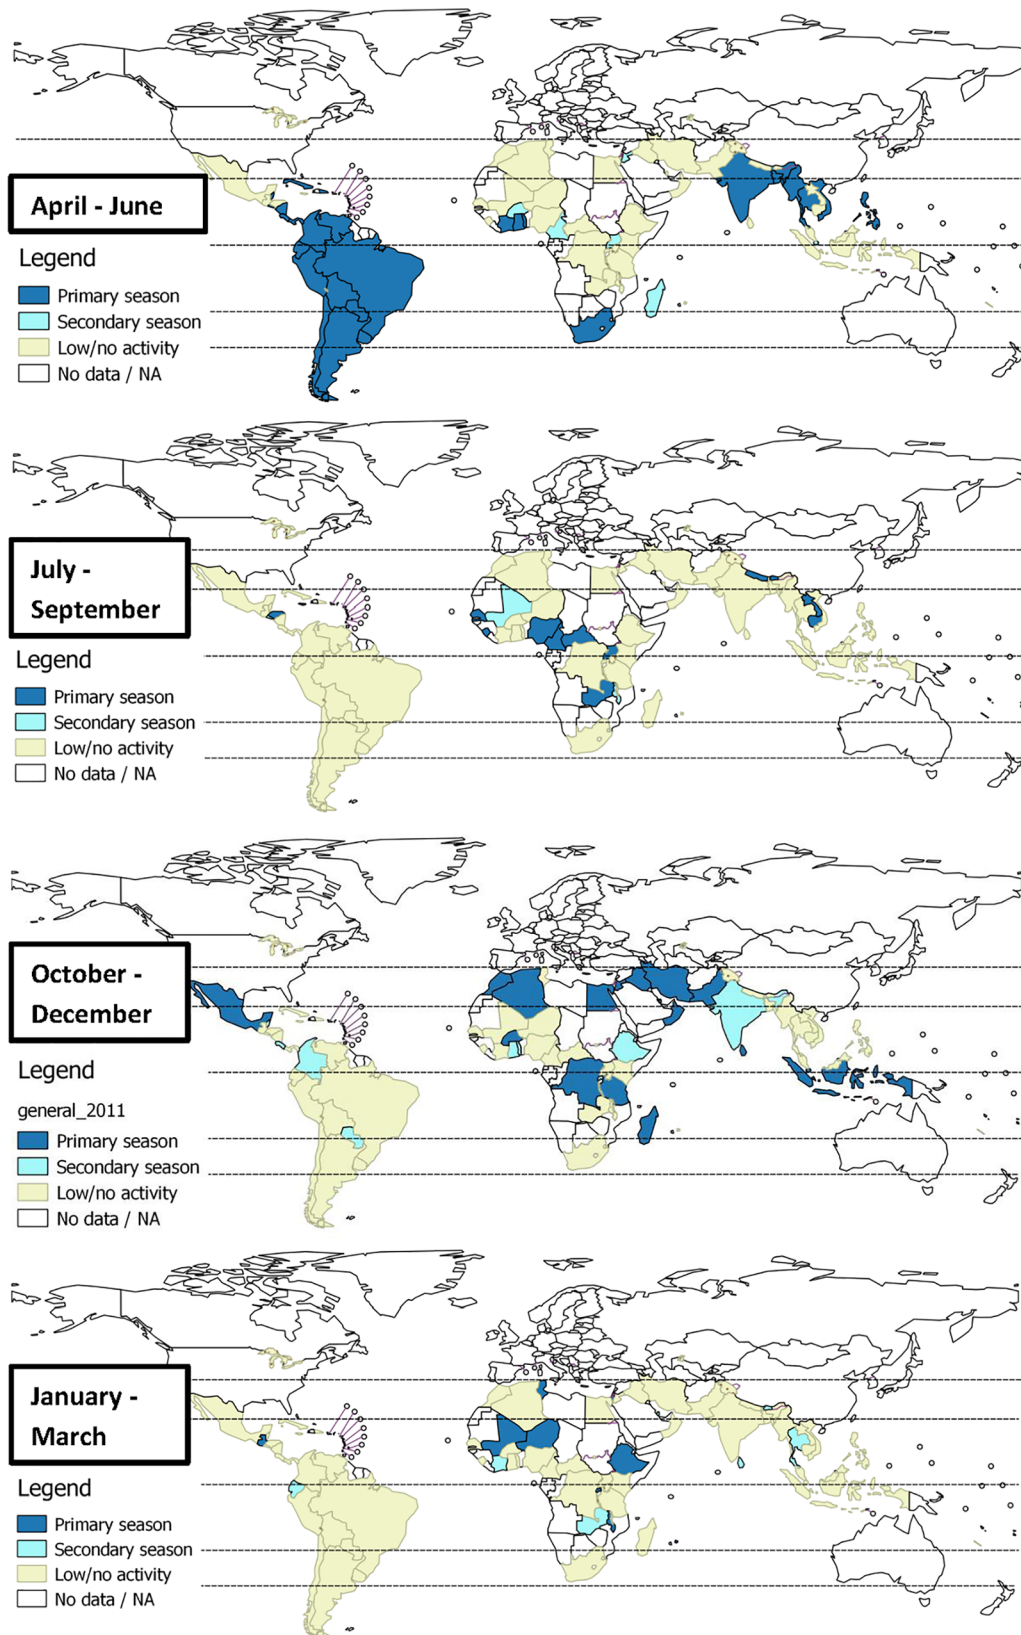 April - June
Legend
Primary season
Secondary season
Low/no activity
No data / NA
July -
September
Legend
Primary season
Secondary season
Low/no activity
No data / NA
October -
December
Legend
general_2011
Primary season
Secondary season
Low/no activity
No data / NA
January -
March
Legend
Primary season
Secondary season
Low/no activity
No data / NA